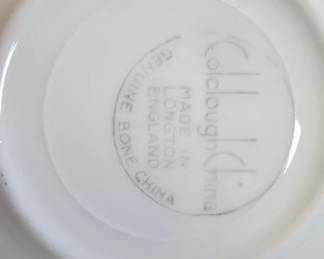 Colclough China
MADE IN
LONGTON
ENGLAND
GENUINE BONE CHINA